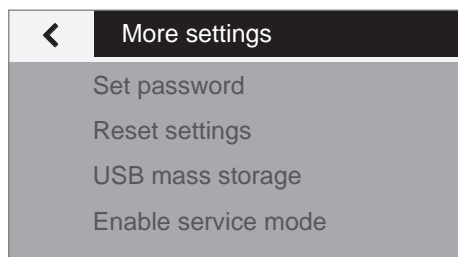 More settings
Set password
Reset settings
USB mass storage
Enable service mode